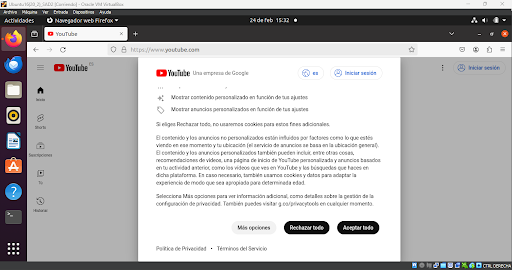 Archivo Máquina Ver Entrada Dispositivos Ayuda
Actividades Navegador web Firefox 24 de feb 15:32
YouTube
https://www.youtube.com
YouTube ES
YouTube Una empresa de Google es Iniciar sesión
Iniciar sesión
Mostrar contenido personalizado en función de tus ajustes
Mostrar anuncios personalizados en función de tus ajustes
Si eliges Rechazar todo, no usaremos cookies para estos fines adicionales.
El contenido y los anuncios no personalizados están influidos por factores como lo que estés
viendo en ese momento y tu ubicación (el servicio de anuncios se basa en la ubicación general).
El contenido y los anuncios personalizados también pueden incluir, entre otras cosas,
recomendaciones de vídeos, una página de inicio de YouTube personalizada y anuncios basados
en tu actividad anterior, como los vídeos que ves en YouTube y las búsquedas que haces en
dicha plataforma. En caso necesario, también usamos cookies y datos para adaptar la
experiencia de modo que sea apropiada para determinada edad.
Selecciona Más opciones para ver información adicional, como detalles sobre la gestión de la
configuración de privacidad. También puedes visitar g.co/privacytools en cualquier momento.
Más opciones Rechazar todo Aceptar todo
Política de Privacidad • Términos del Servicio
Inicio
Shorts
Suscripciones
Tú
Historial
CTRL DERECHA